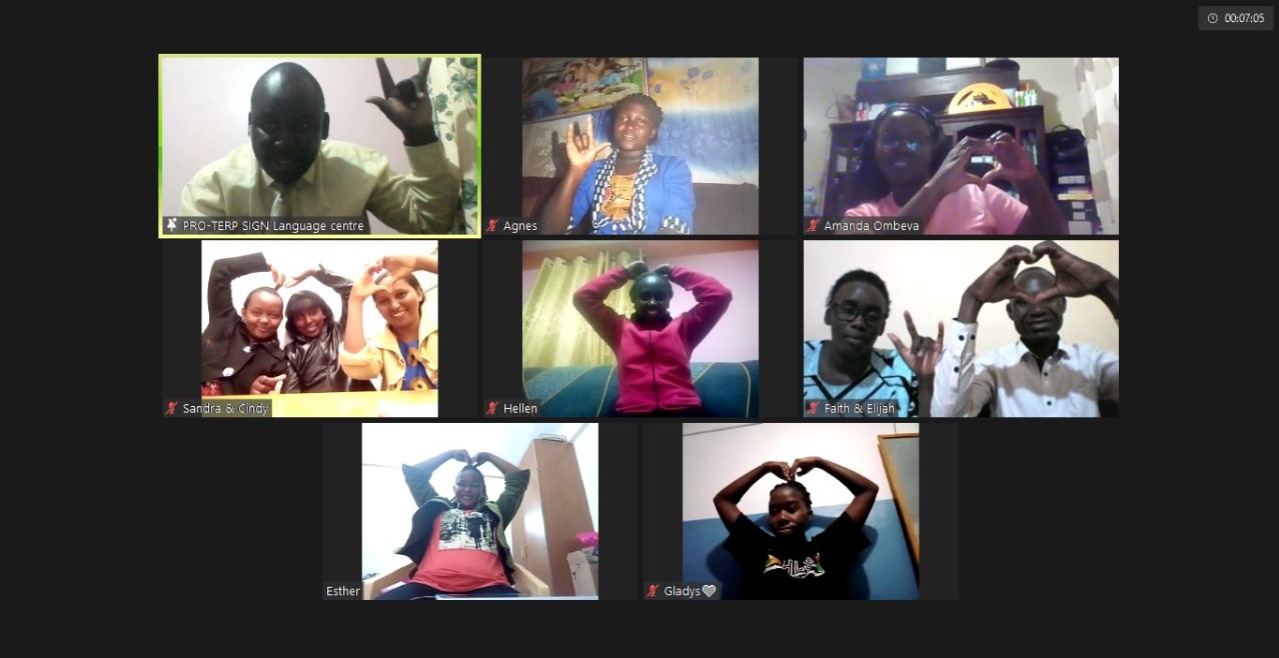 00:07:05
PRO-TERP SIGN Language centre
Agnes
Amanda Ombeva
Sandra & Cindy
Hellen
Faith & Elijah
Esther
Gladys🤍